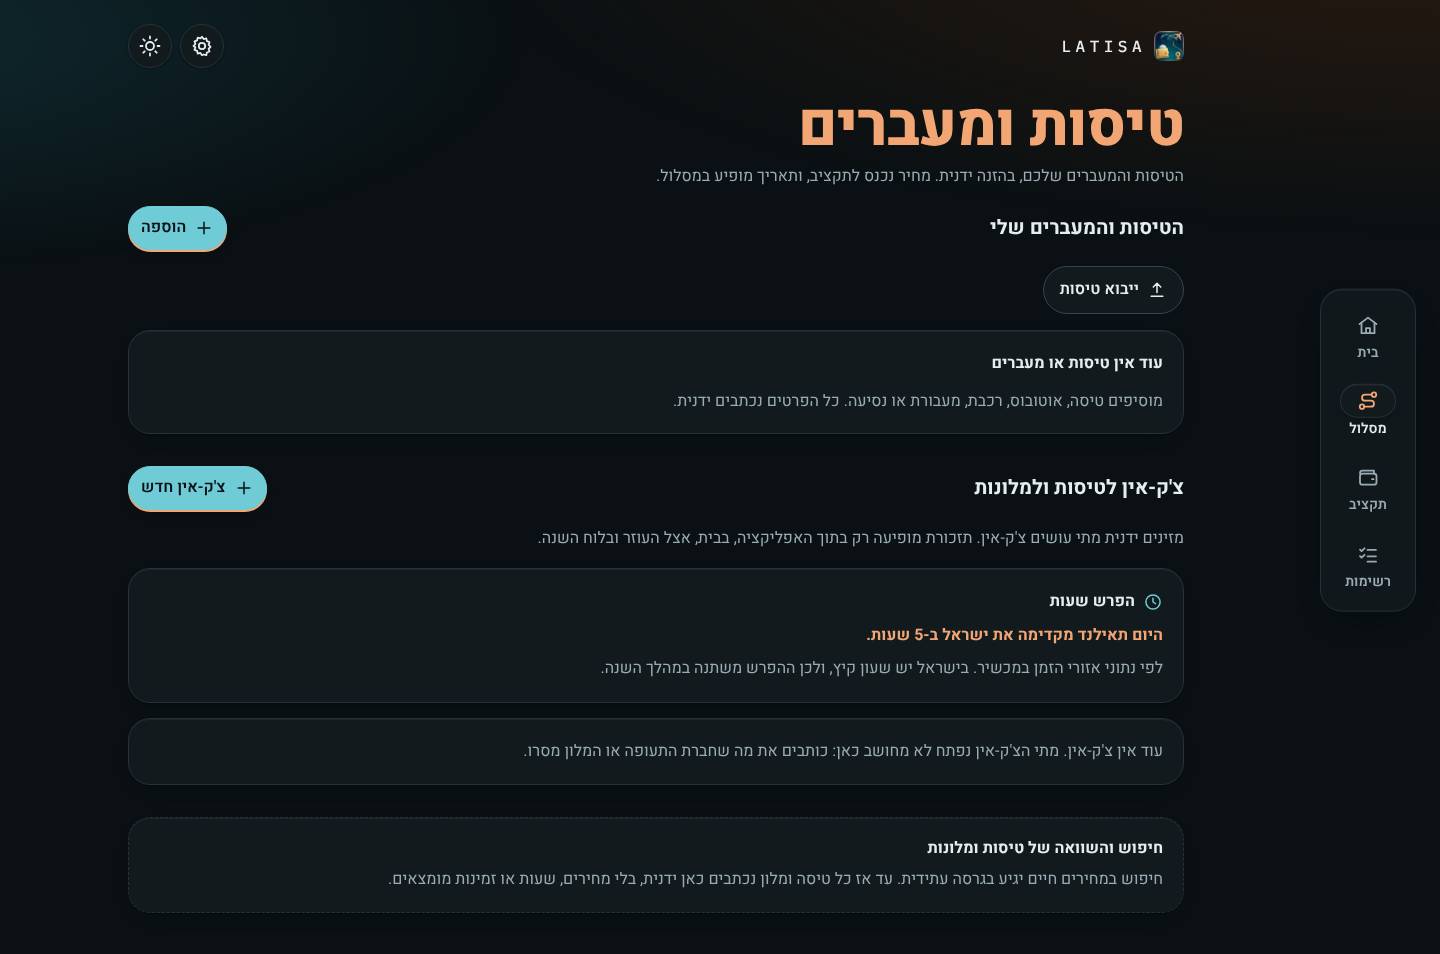 LATISA
טיסות ומעברים
הטיסות והמעברים שלכם, בהזנה ידנית. מחיר נכנס לתקציב, ותאריך מופיע במסלול.
הטיסות והמעברים שלי
הוספה
ייבוא טיסות
עוד אין טיסות או מעברים
מוסיפים טיסה, אוטובוס, רכבת, מעבורת או נסיעה. כל הפרטים נכתבים ידנית.
צ'ק-אין לטיסות ולמלונות
צ'ק-אין חדש
מזינים ידנית מתי עושים צ'ק-אין. תזכורת מופיעה רק בתוך האפליקציה, בבית, אצל העוזר ובלוח השנה.
הפרש שעות
היום תאילנד מקדימה את ישראל ב-5 שעות.
לפי נתוני אזורי הזמן במכשיר. בישראל יש שעון קיץ, ולכן ההפרש משתנה במהלך השנה.
עוד אין צ'ק-אין. מתי הצ'ק-אין נפתח לא מחושב כאן: כותבים את מה שחברת התעופה או המלון מסרו.
חיפוש והשוואה של טיסות ומלונות
חיפוש במחירים חיים יגיע בגרסה עתידית. עד אז כל טיסה ומלון נכתבים כאן ידנית, בלי מחירים, שעות או זמינות מומצאים.
בית
מסלול
תקציב
רשימות